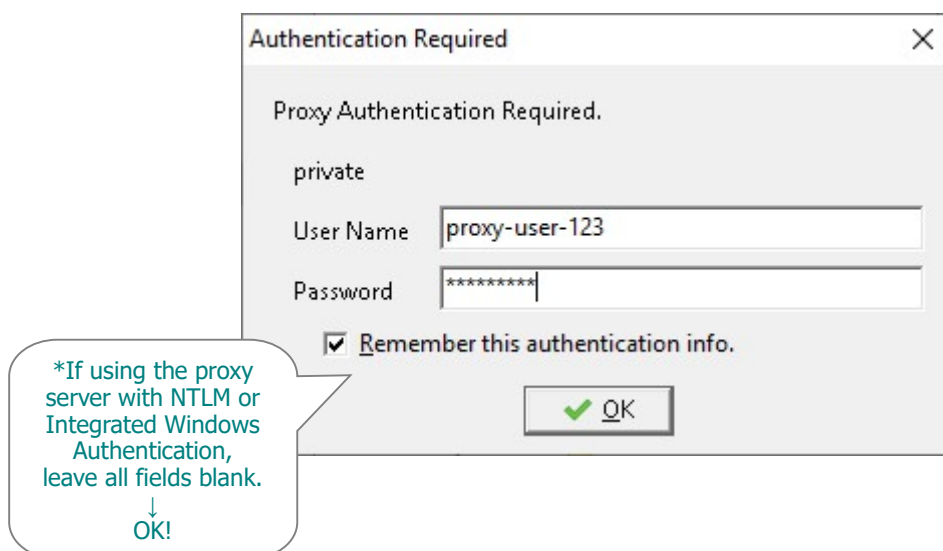 Authentication Required
Proxy Authentication Required.
private
User Name proxy-user-123
Password *********
Remember this authentication info.
OK
*If using the proxy
server with NTLM or
Integrated Windows
Authentication,
leave all fields blank.
↓
OK!